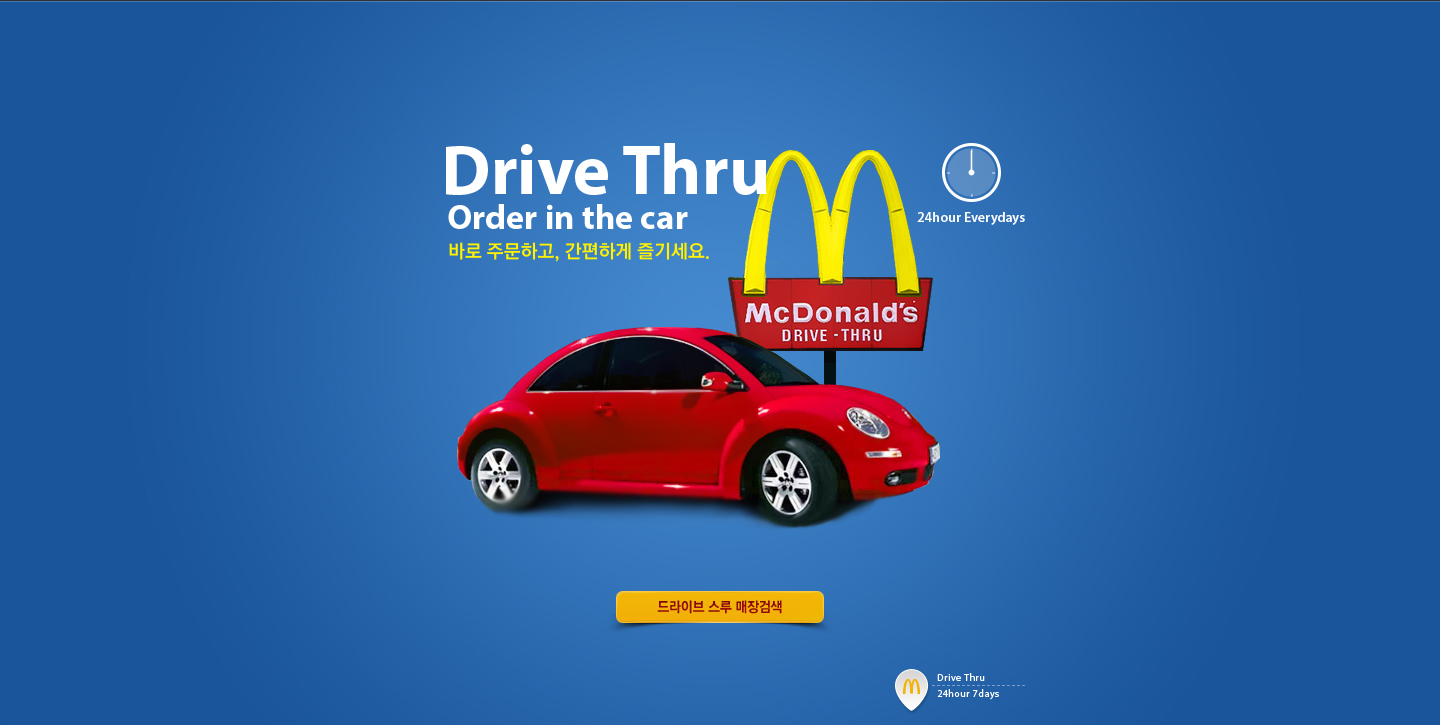 Drive Thru
Order in the car
바로 주문하고, 간편하게 즐기세요.
24hour Everydays
McDonald's
DRIVE-THRU
드라이브 스루 매장검색
Drive Thru
24hour 7days